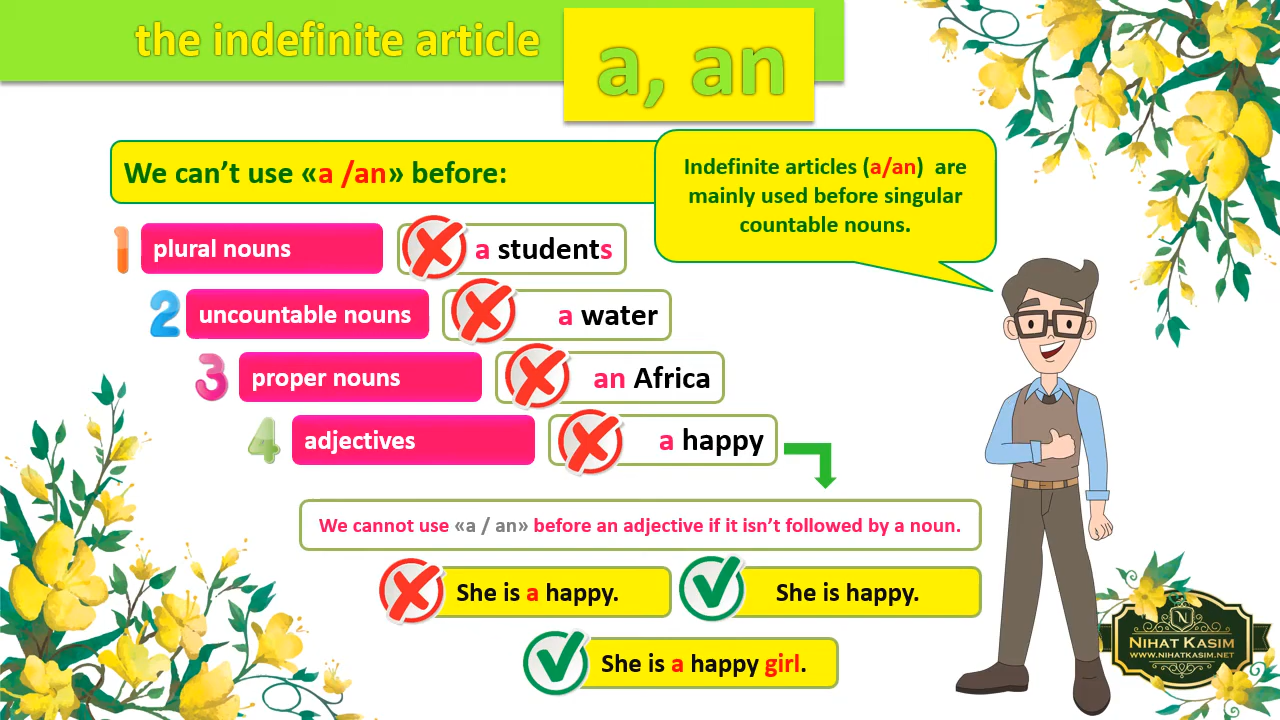 the indefinite article
a, an
We can't use «a /an» before:
Indefinite articles (a/an) are
mainly used before singular
countable nouns.
1 plural nouns a students
2 uncountable nouns a water
3 proper nouns an Africa
4 adjectives a happy
We cannot use «a / an» before an adjective if it isn't followed by a noun.
She is a happy. She is happy.
She is a happy girl.
N
NIHAT KASIM
WWW.NIHATKASIM.NET